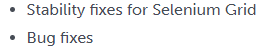 • Stability fixes for Selenium Grid
• Bug fixes